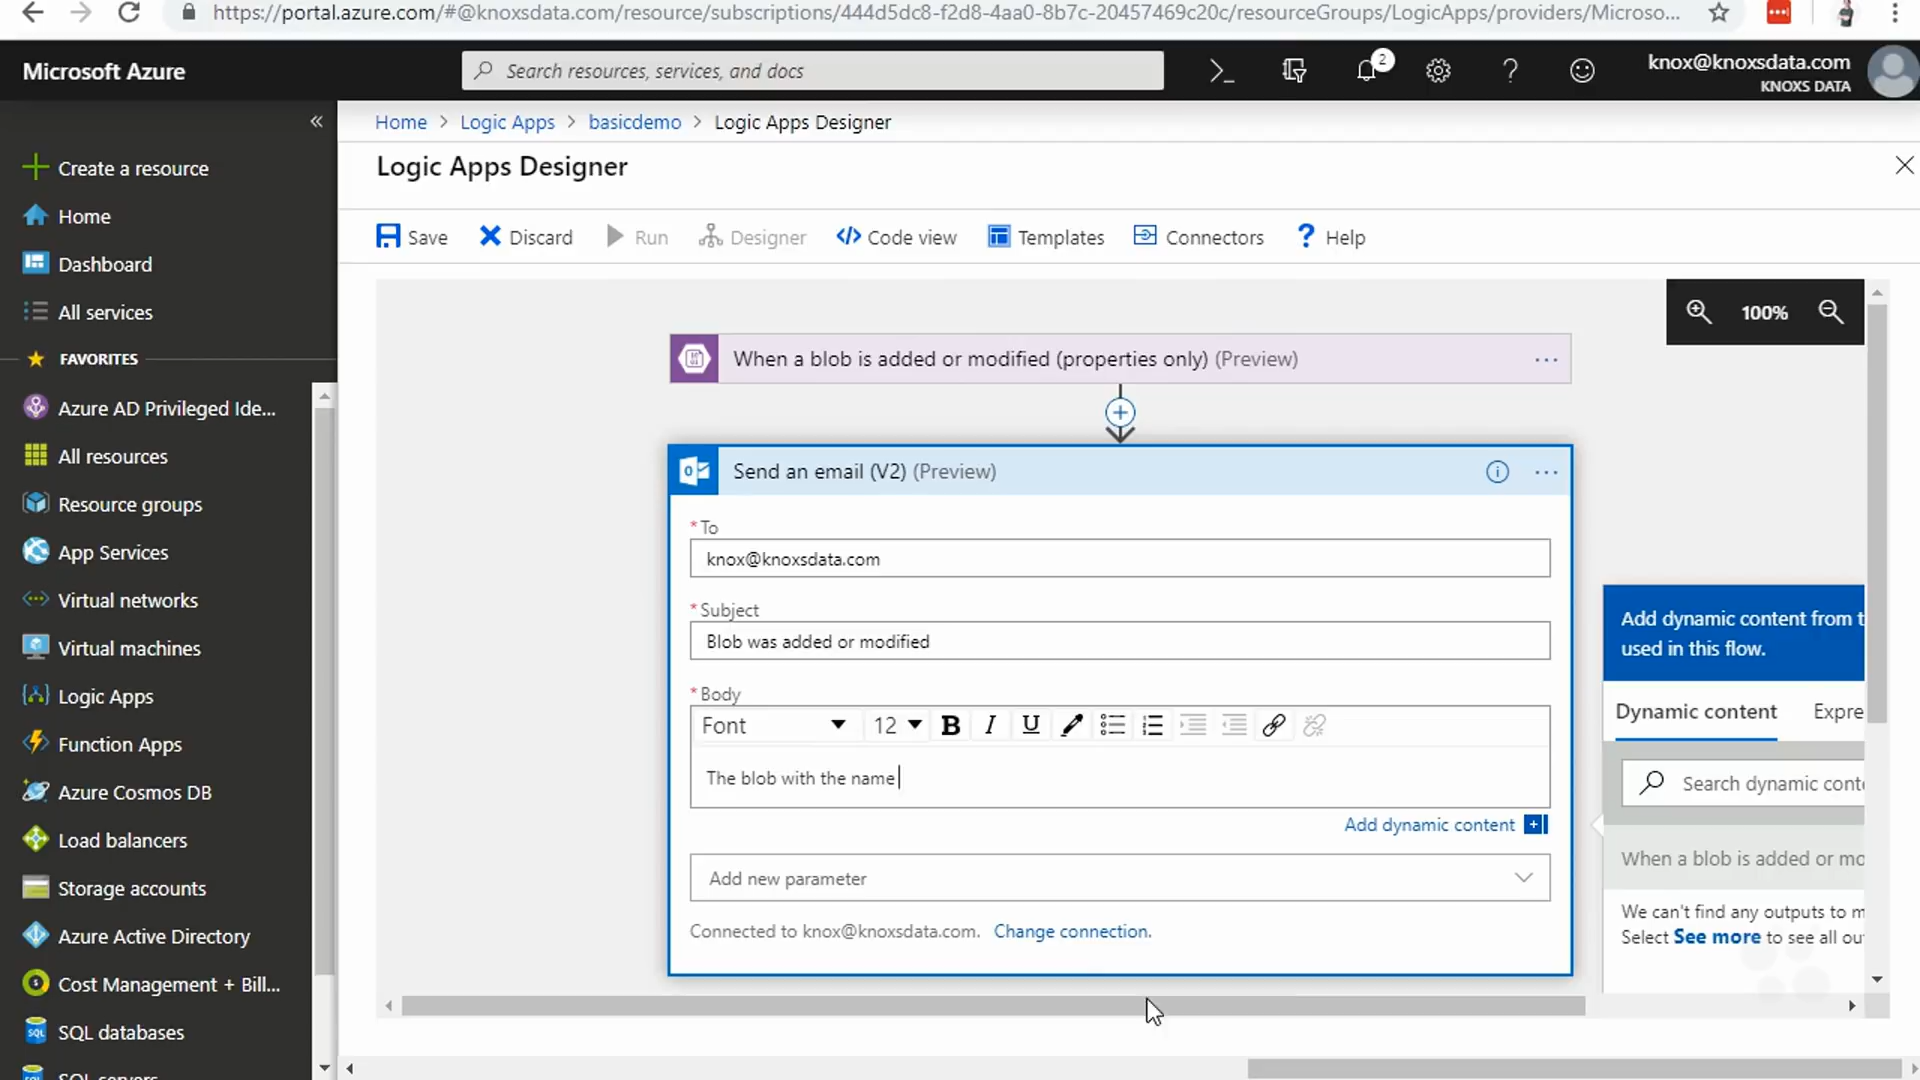 https://portal.azure.com/#@knoxsdata.com/resource/subscriptions/444d5dc8-f2d8-4aa0-8b7c-20457469c20c/resourceGroups/LogicApps/providers/Microso...
Microsoft Azure
Search resources, services, and docs
2
knox@knoxsdata.com
KNOXS DATA
Home > Logic Apps > basicdemo > Logic Apps Designer
Logic Apps Designer
Save
Discard
Run
Designer
Code view
Templates
Connectors
Help
Create a resource
Home
Dashboard
All services
FAVORITES
Azure AD Privileged Ide...
All resources
Resource groups
App Services
Virtual networks
Virtual machines
Logic Apps
Function Apps
Azure Cosmos DB
Load balancers
Storage accounts
Azure Active Directory
Cost Management + Bill...
SQL databases
SQL servers
100%
When a blob is added or modified (properties only) (Preview)
Send an email (V2) (Preview)
* To
knox@knoxsdata.com
* Subject
Blob was added or modified
* Body
Font 12 B I U
The blob with the name
Add dynamic content
Add new parameter
Connected to knox@knoxsdata.com. Change connection.
Add dynamic content from t
used in this flow.
Dynamic content Expre
Search dynamic conte
When a blob is added or mo
We can't find any outputs to m
Select See more to see all ou